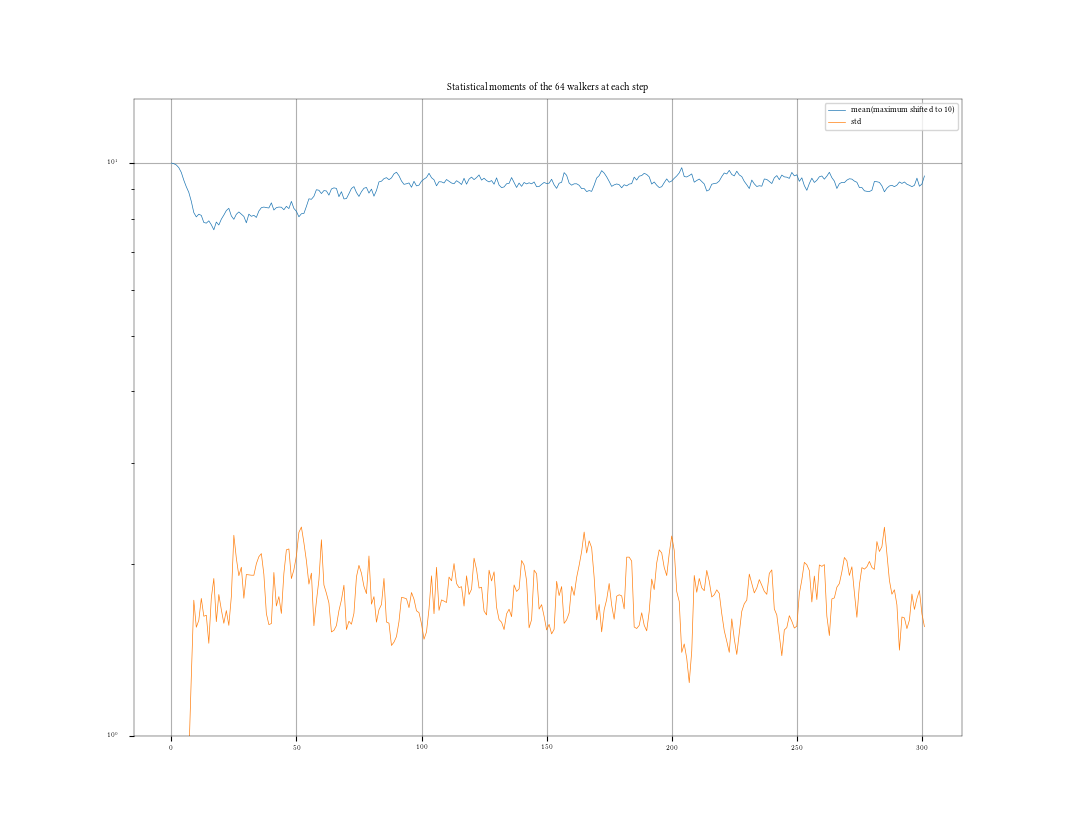 Statistical moments of the 64 walkers at each step
mean(maximum shifted to 10)
std
10¹
10⁰
0 50 100 150 200 250 300